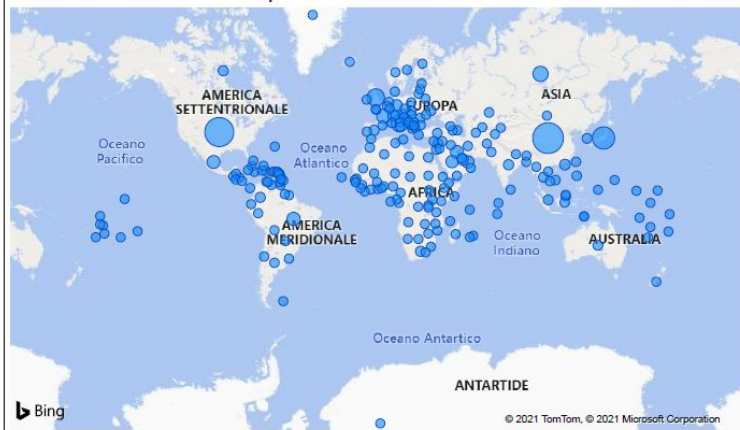 AMERICA
SETTENTRIONALE
EUROPA
ASIA
Oceano
Pacifico
Oceano
Atlantico
AFRICA
AMERICA
MERIDIONALE
Oceano
Indiano
AUSTRALIA
Oceano Antartico
ANTARTIDE
Bing
© 2021 TomTom, © 2021 Microsoft Corporation